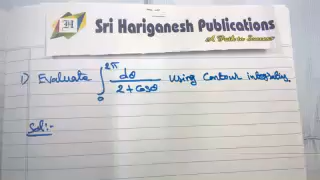 Sri Hariganesh Publications
A Path to Success
1) Evaluate ∫₀^2π dθ / 2+cosθ using Contour integration.
Sol:-